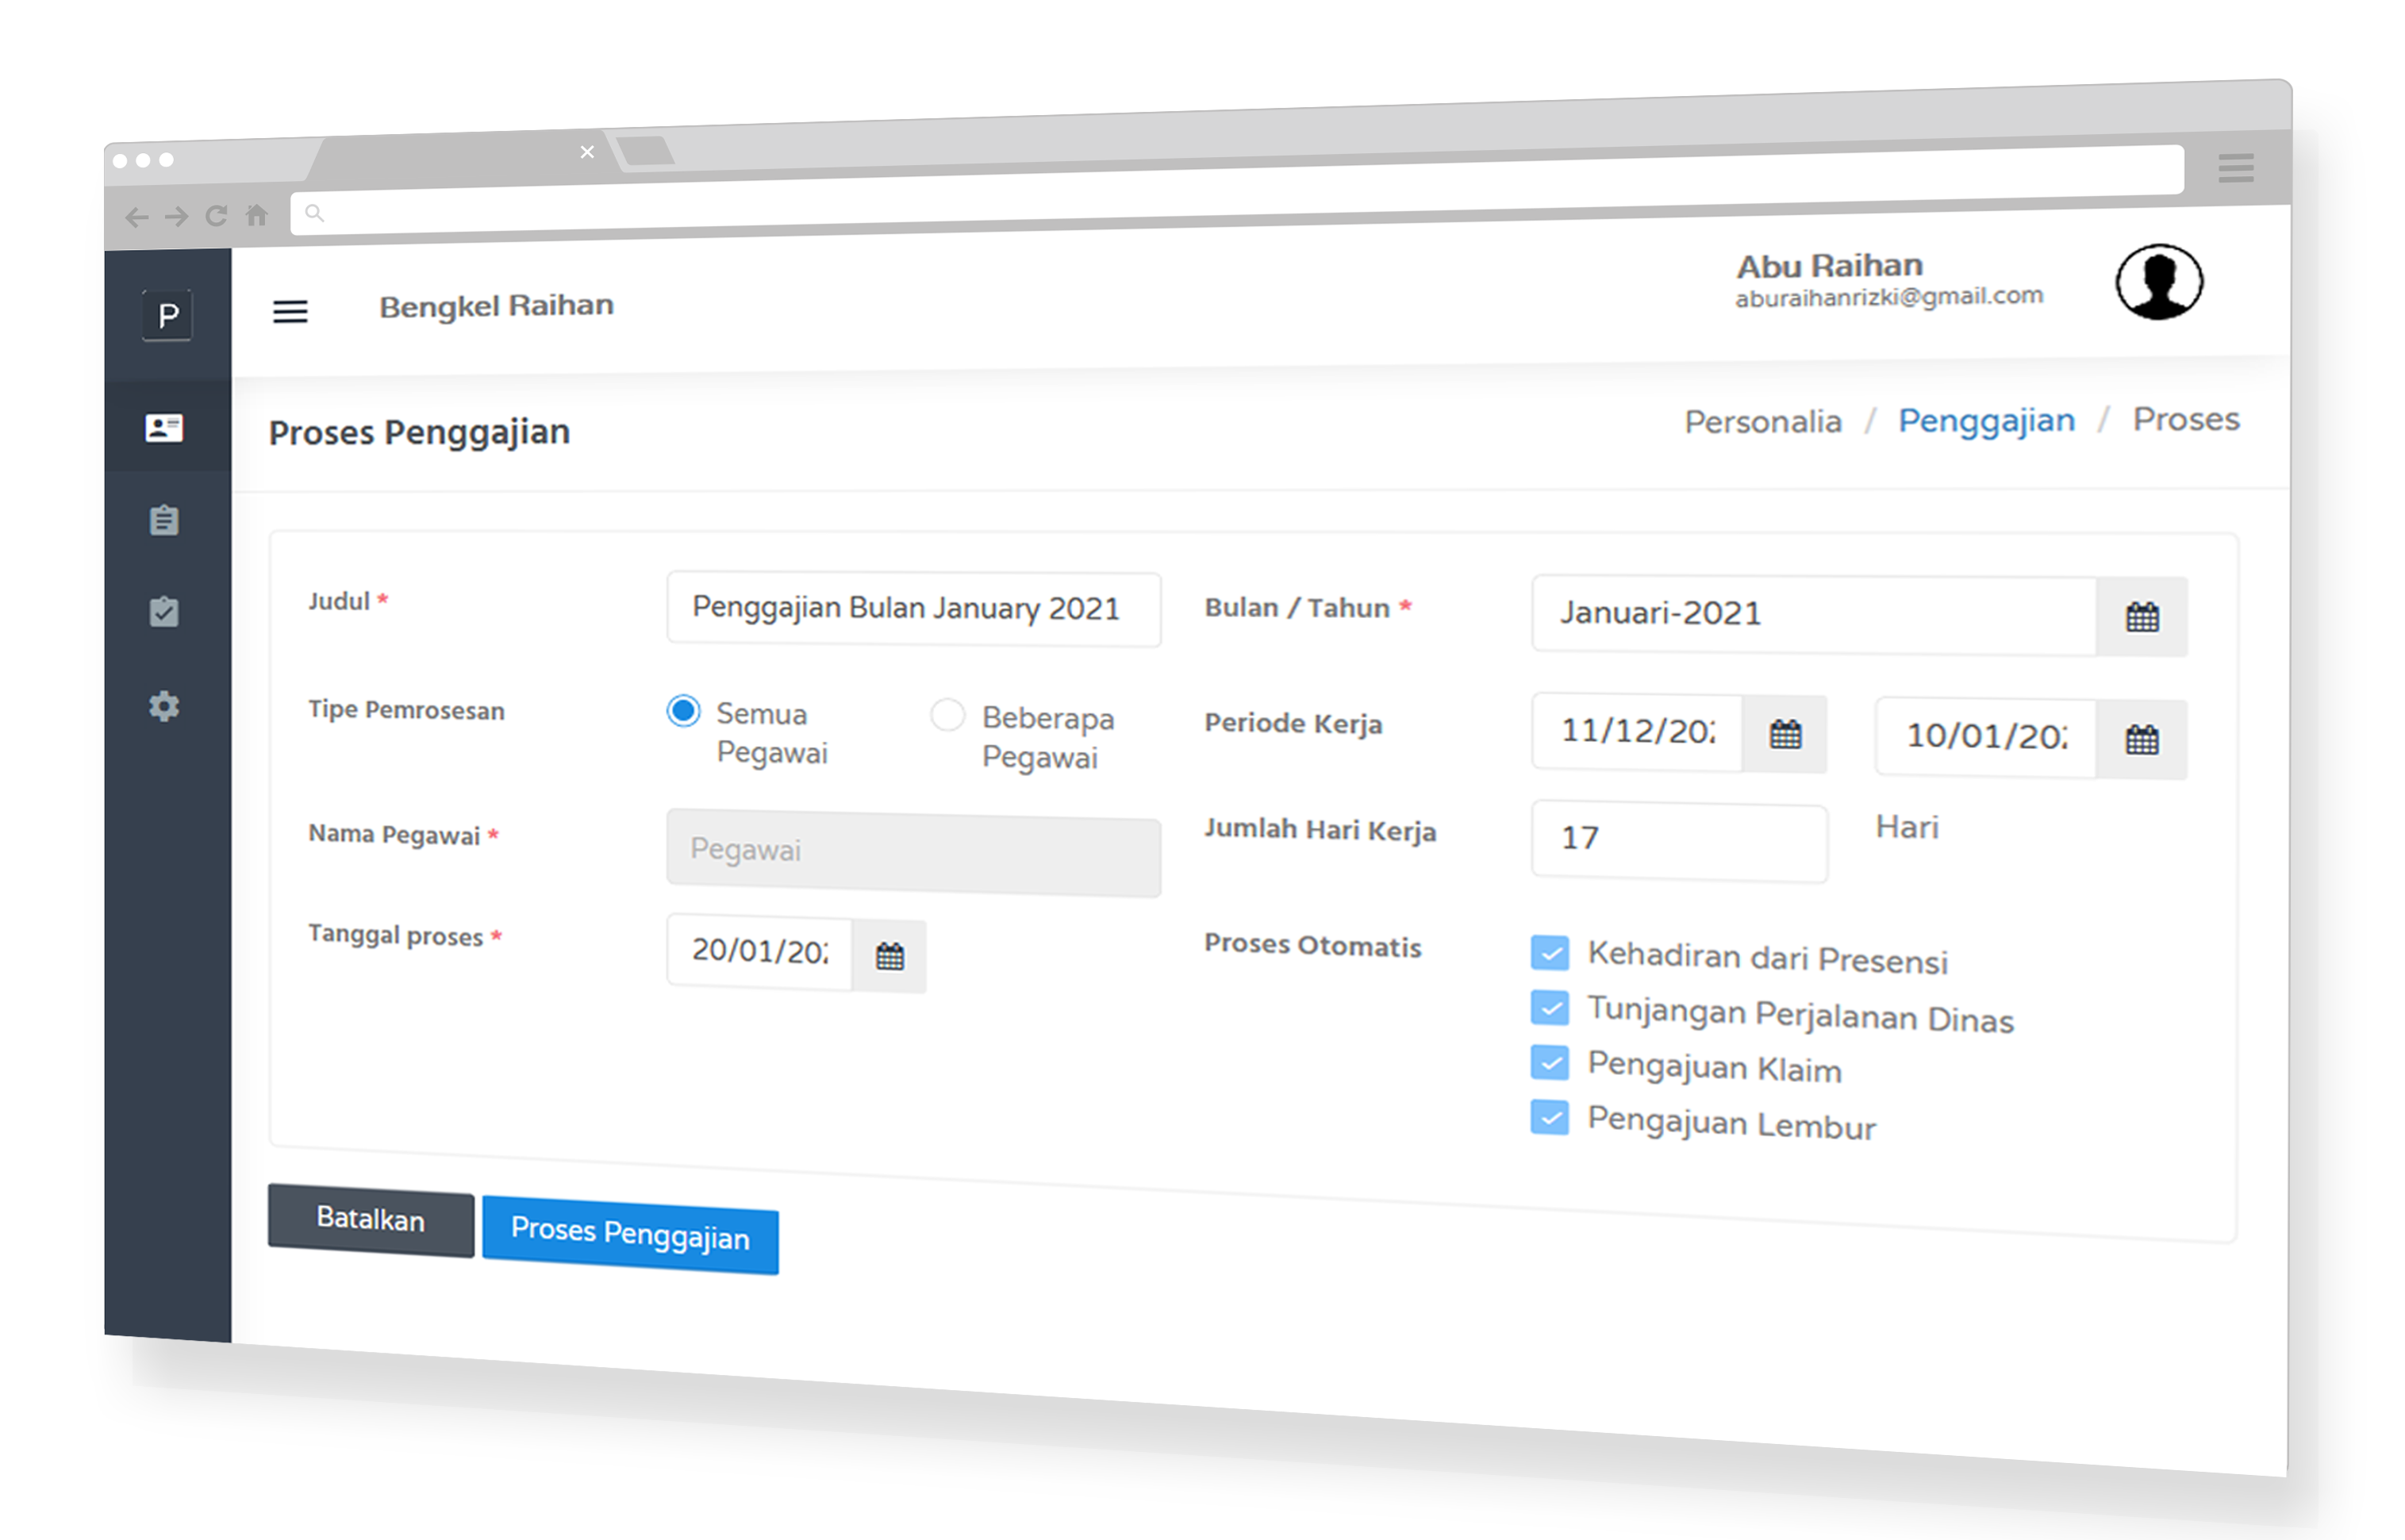 P
Bengkel Raihan
Abu Raihan
aburaihanrizki@gmail.com
Proses Penggajian
Personalia / Penggajian / Proses
Judul *
Penggajian Bulan January 2021
Bulan / Tahun *
Januari-2021
Tipe Pemrosesan
Semua
Pegawai
Beberapa
Pegawai
Periode Kerja
11/12/202
10/01/202
Nama Pegawai *
Pegawai
Jumlah Hari Kerja
17
Hari
Tanggal proses *
20/01/202
Proses Otomatis
Kehadiran dari Presensi
Tunjangan Perjalanan Dinas
Pengajuan Klaim
Pengajuan Lembur
Batalkan
Proses Penggajian